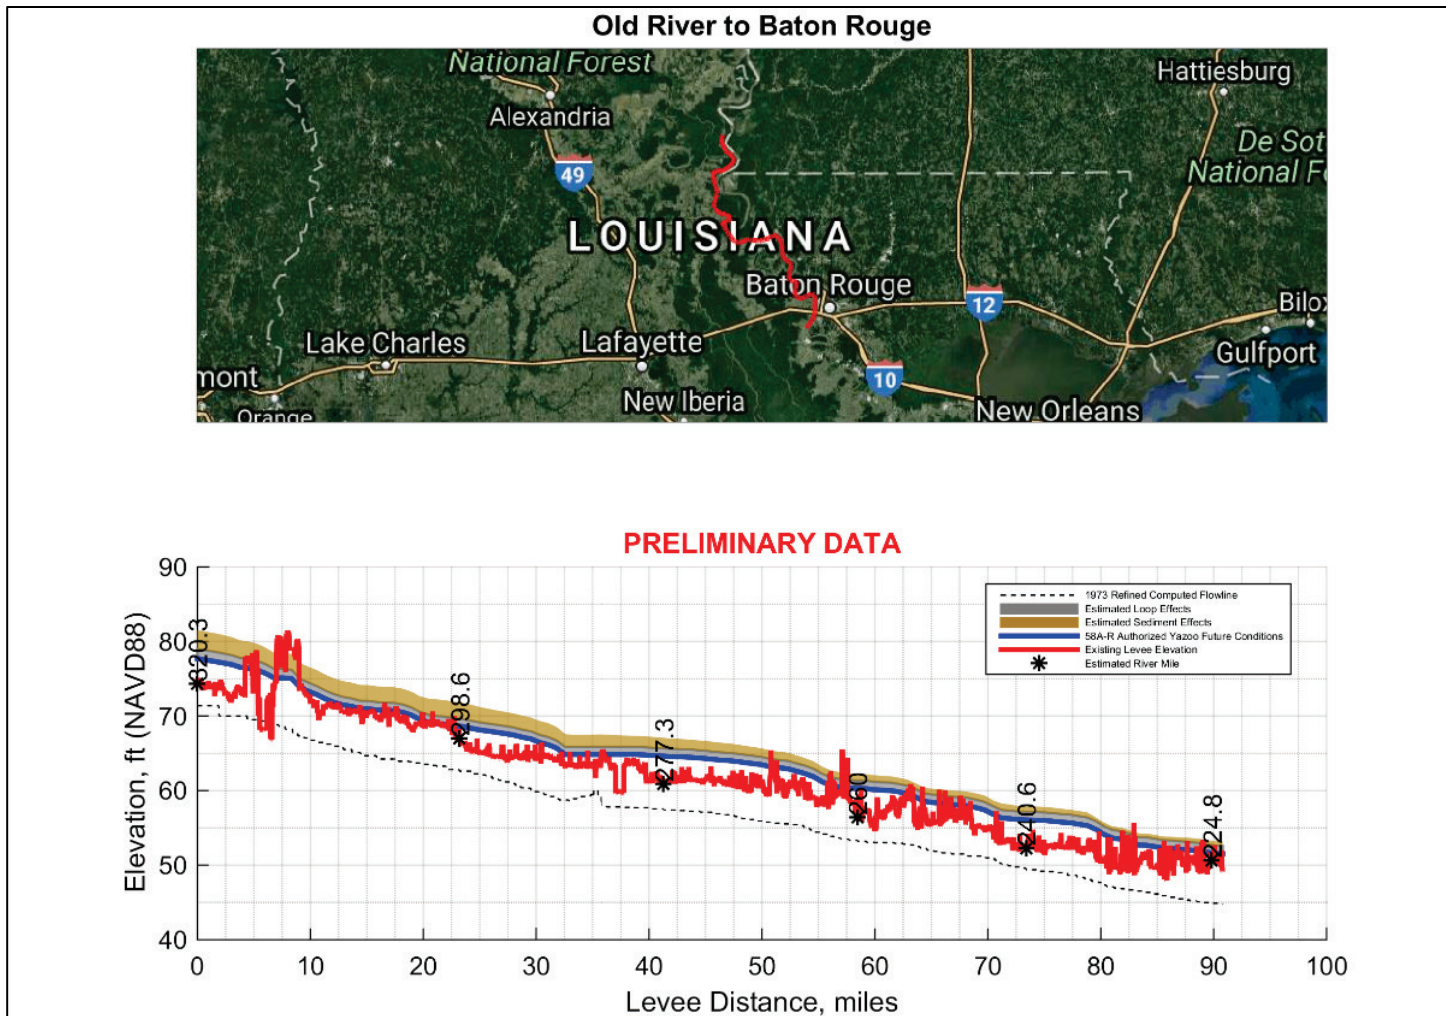 Old River to Baton Rouge
National Forest
Hattiesburg
Alexandria
De Sot
National Fo
49
LOUISIANA
Baton Rouge
12
Bilox
Lake Charles
Lafayette
Gulfport
mont
10
New Iberia
Orange
New Orleans
PRELIMINARY DATA
90
80
70
60
50
40
Elevation, ft (NAVD88)
320.3
298.6
277.3
260
240.6
224.8
1973 Refined Computed Flowline
Estimated Loop Effects
Estimated Sediment Effects
58A-R Authorized Yazoo Future Conditions
Existing Levee Elevation
Estimated River Mile
0 10 20 30 40 50 60 70 80 90 100
Levee Distance, miles